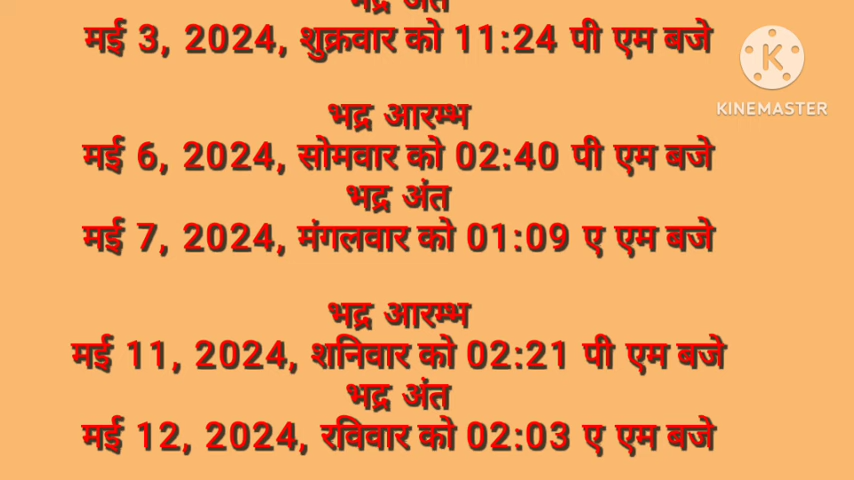 भद्र अंत
मई 3, 2024, शुक्रवार को 11:24 पी एम बजे
KINEMASTER
भद्र आरम्भ
मई 6, 2024, सोमवार को 02:40 पी एम बजे
भद्र अंत
मई 7, 2024, मंगलवार को 01:09 ए एम बजे
भद्र आरम्भ
मई 11, 2024, शनिवार को 02:21 पी एम बजे
भद्र अंत
मई 12, 2024, रविवार को 02:03 ए एम बजे